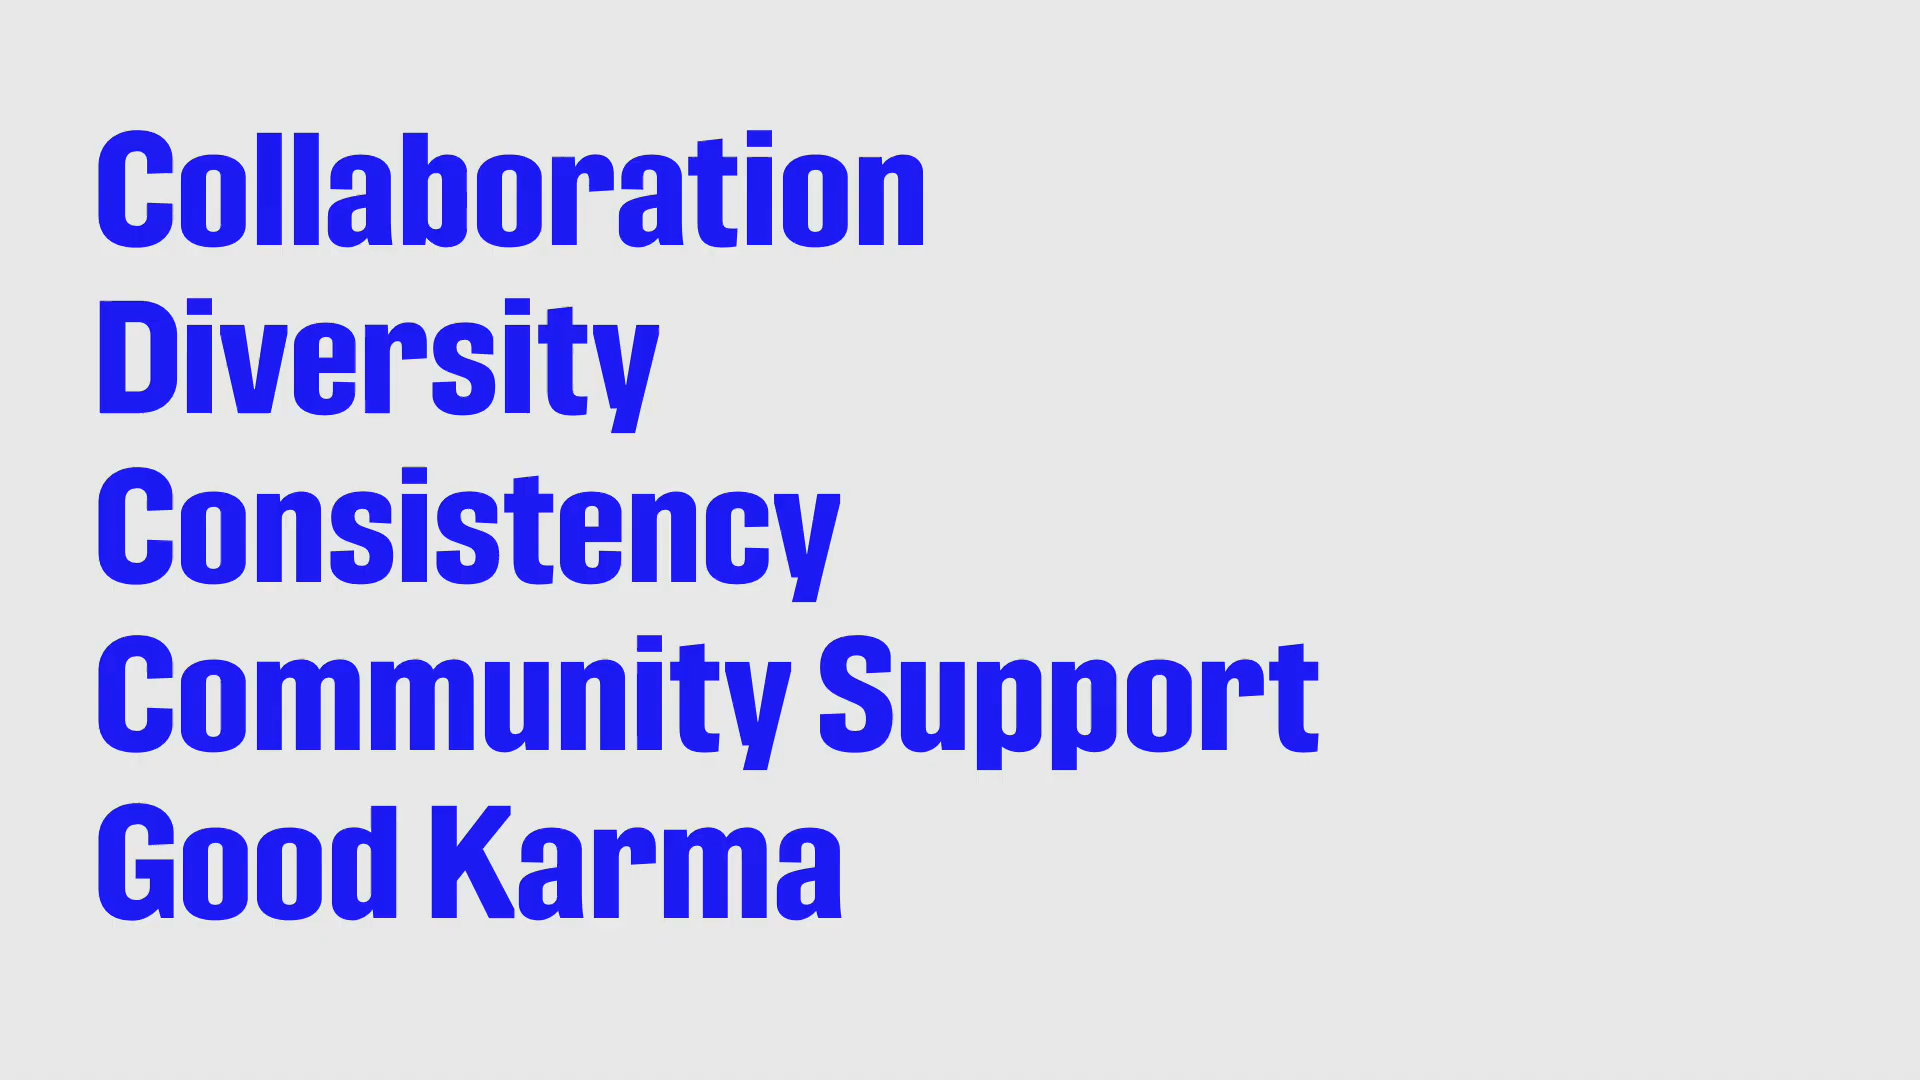 Collaboration
Diversity
Consistency
Community Support
Good Karma